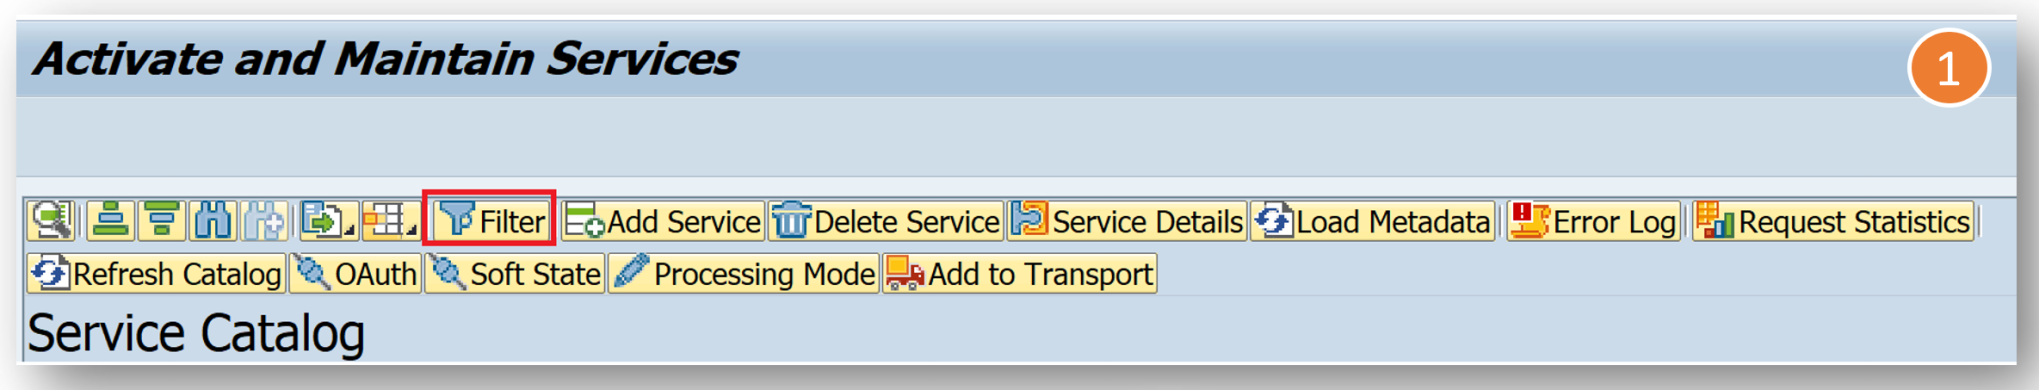 Activate and Maintain Services
1
Filter Add Service Delete Service Service Details Load Metadata Error Log Request Statistics
Refresh Catalog OAuth Soft State Processing Mode Add to Transport
Service Catalog